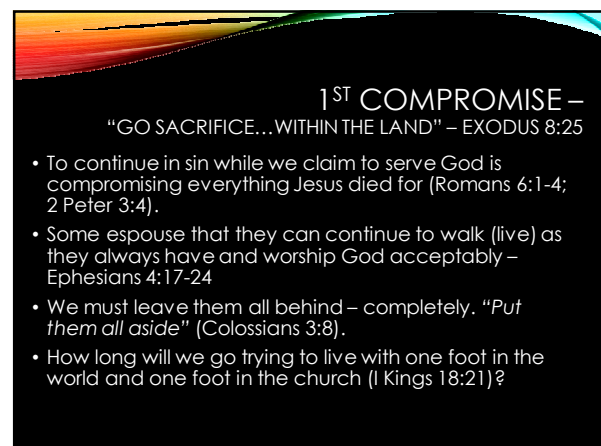 1ST COMPROMISE –
“GO SACRIFICE…WITHIN THE LAND” – EXODUS 8:25
• To continue in sin while we claim to serve God is
compromising everything Jesus died for (Romans 6:1-4;
2 Peter 3:4).
• Some espouse that they can continue to walk (live) as
they always have and worship God acceptably –
Ephesians 4:17-24
• We must leave them all behind – completely. “Put
them all aside” (Colossians 3:8).
• How long will we go trying to live with one foot in the
world and one foot in the church (I Kings 18:21)?